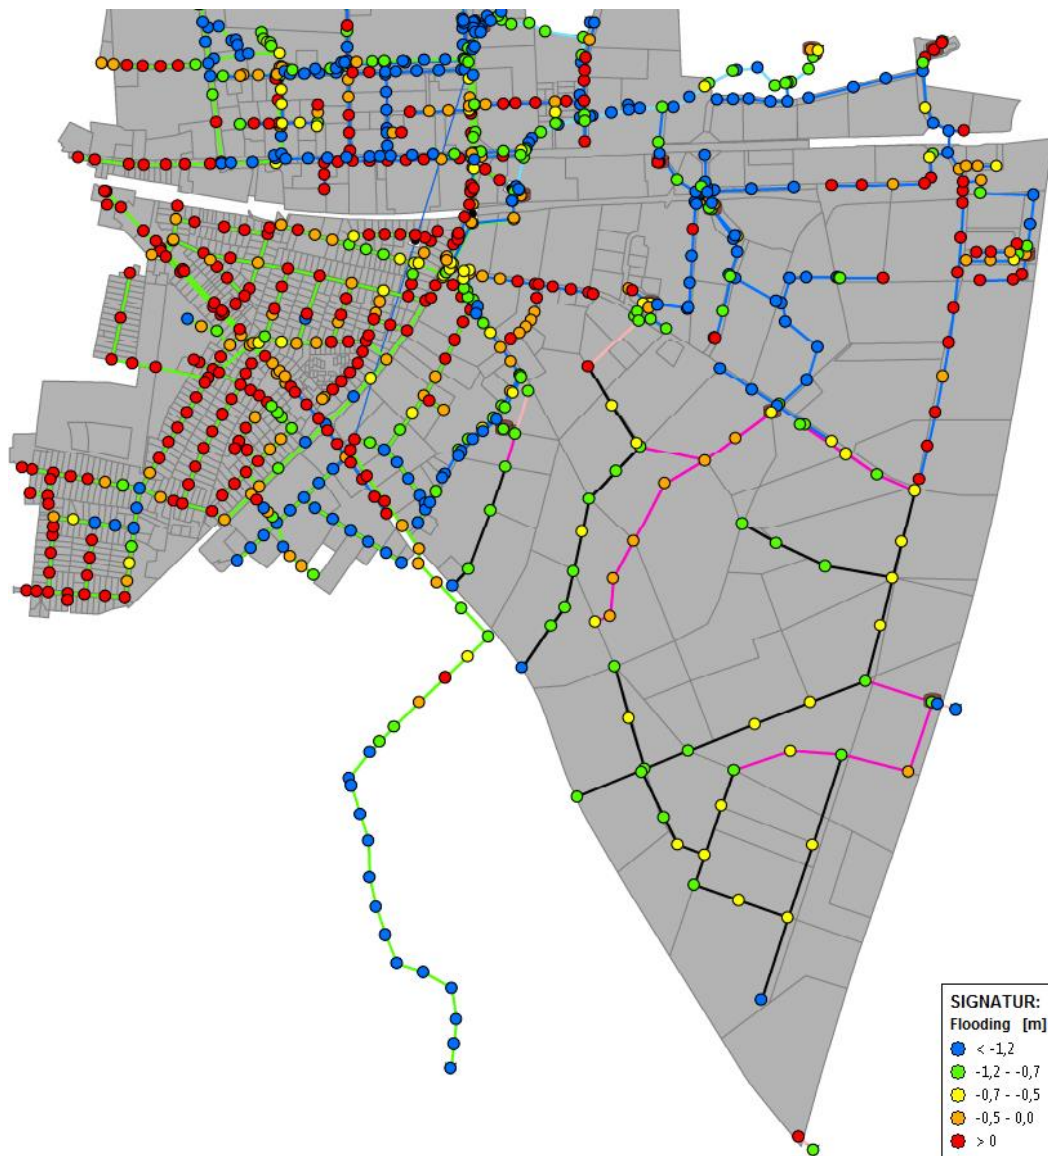 SIGNATUR:
Flooding [m]
< -1,2
-1,2 - -0,7
-0,7 - -0,5
-0,5 - 0,0
> 0